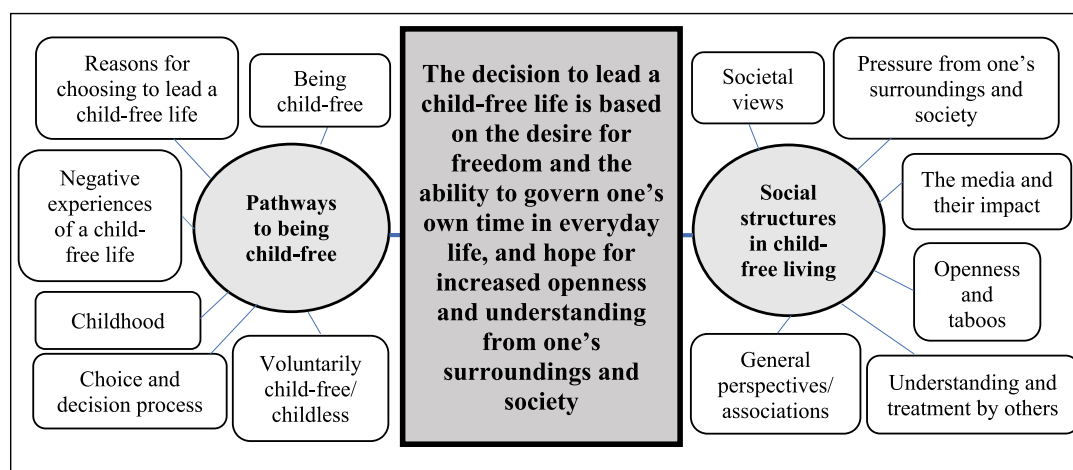 Reasons for
choosing to lead a
child-free life
Being
child-free
Negative
experiences
of a child-
free life
Pathways
to being
child-free
Childhood
Choice and
decision process
Voluntarily
child-free/
childless
The decision to lead a
child-free life is based
on the desire for
freedom and the
ability to govern one’s
own time in everyday
life, and hope for
increased openness
and understanding
from one’s
surroundings and
society
Societal
views
Pressure from one’s
surroundings and
society
Social
structures
in child-
free living
The media and
their impact
Openness
and
taboos
General
perspectives/
associations
Understanding and
treatment by others